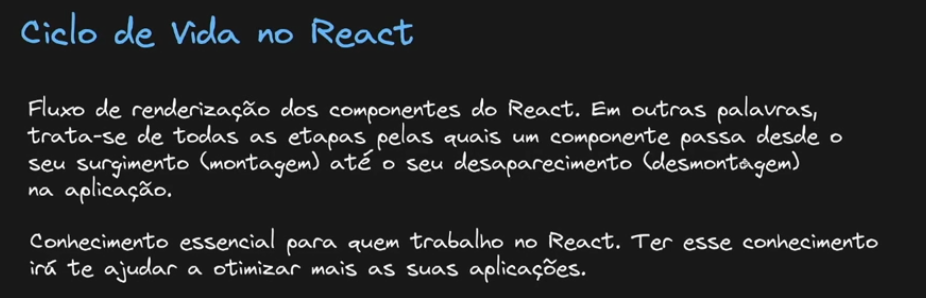 Ciclo de Vida no React
Fluxo de renderização dos componentes do React. Em outras palavras,
trata-se de todas as etapas pelas quais um componente passa desde o
seu surgimento (montagem) até o seu desaparecimento (desmontagem)
na aplicação.
Conhecimento essencial para quem trabalho no React. Ter esse conhecimento
irá te ajudar a otimizar mais as suas aplicações.